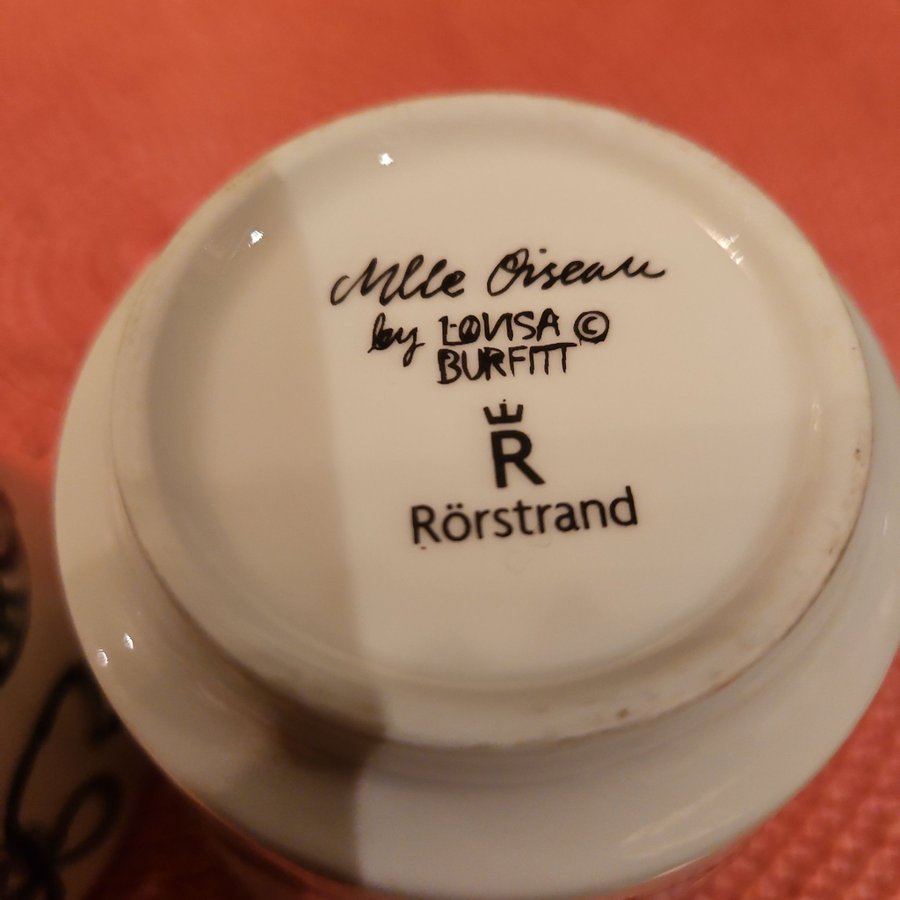 Mlle Oiseau
by LOVISA ©
BURFITT
R
Rörstrand